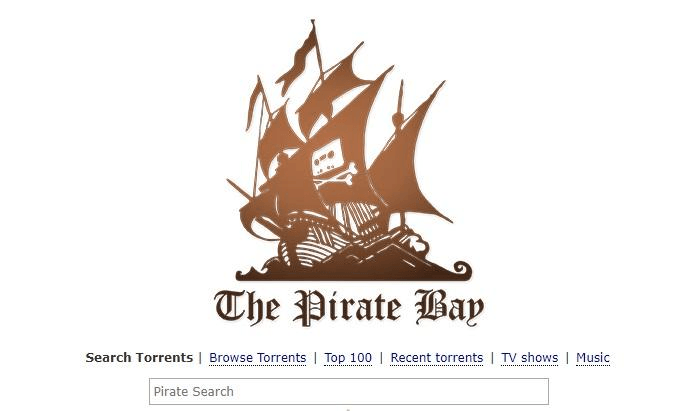 The Pirate Bay
Search Torrents | Browse Torrents | Top 100 | Recent torrents | TV shows | Music
Pirate Search